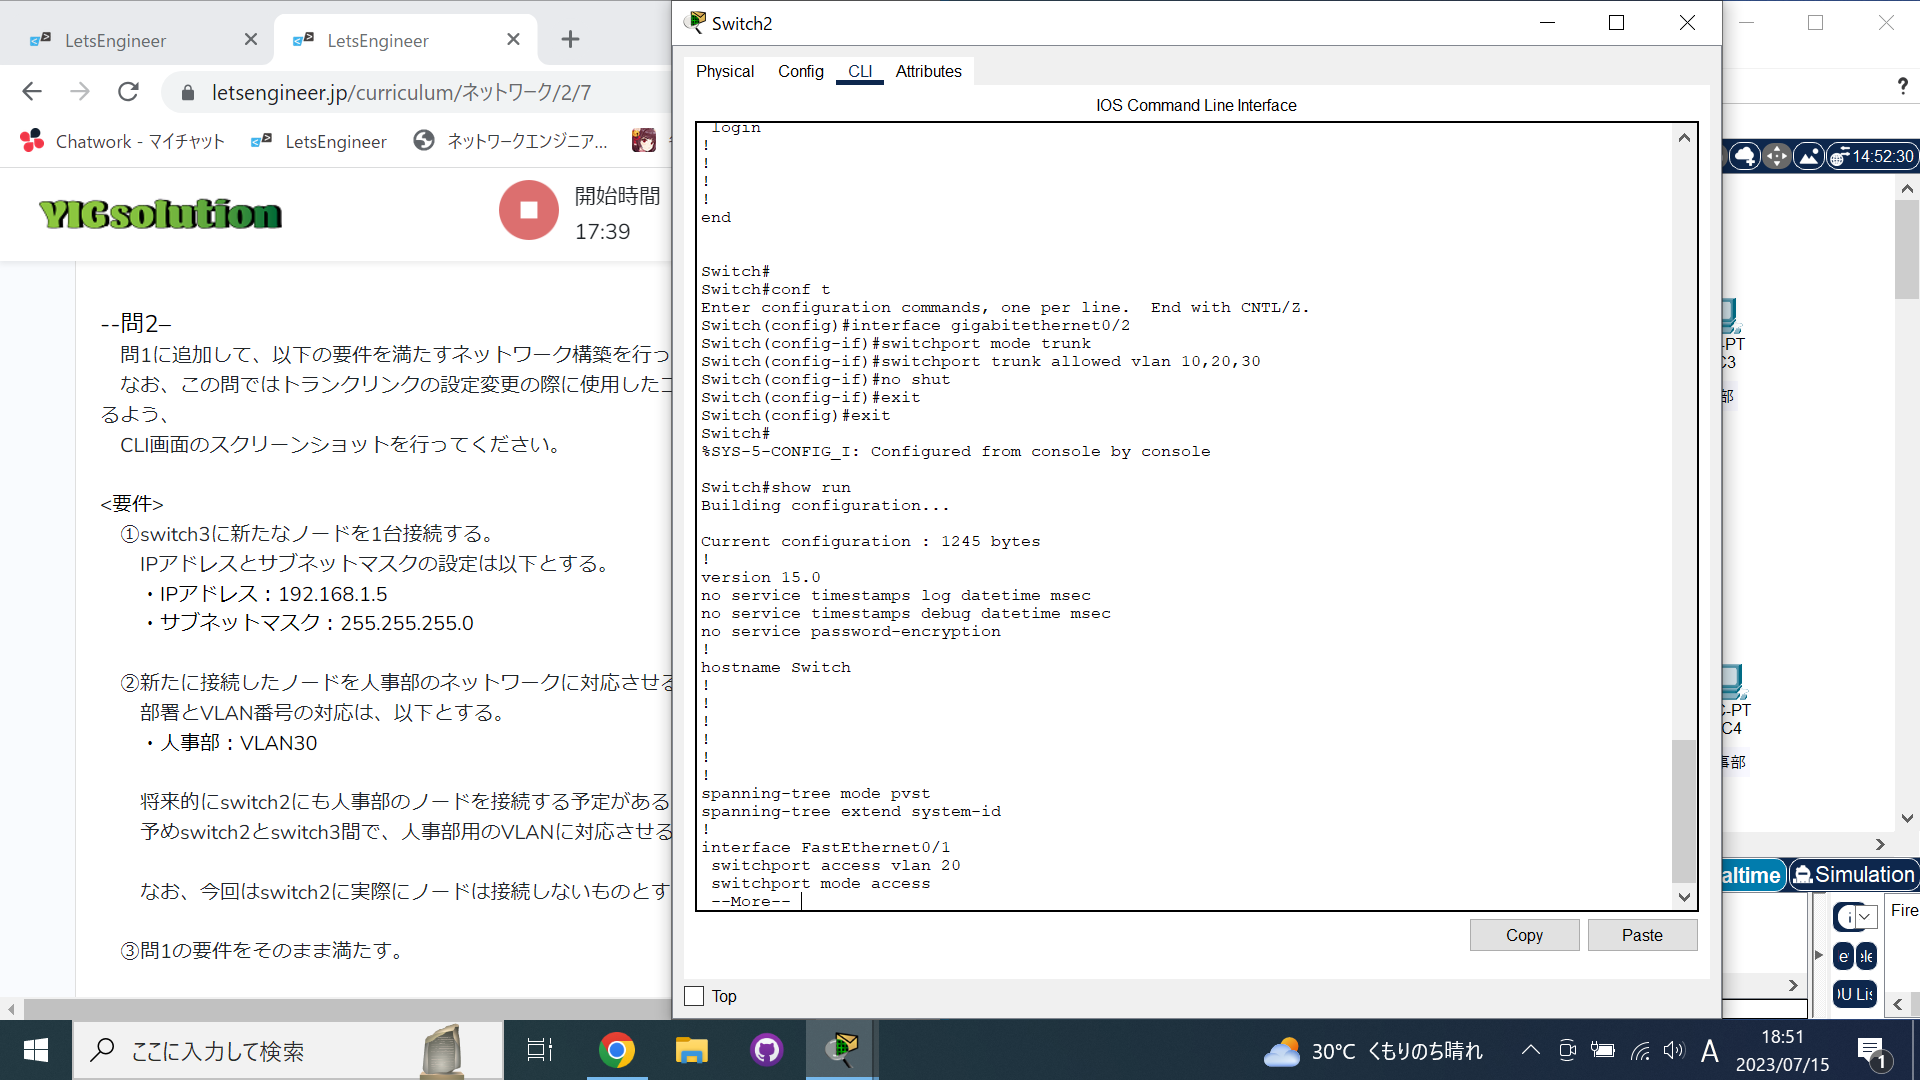 LetsEngineer
LetsEngineer
letsengineer.jp/curriculum/ネットワーク/2/7
Chatwork - マイチャット
LetsEngineer
ネットワークエンジニア...
YIGsolution
開始時間
17:39
--問2–
問1に追加して、以下の要件を満たすネットワーク構築を行っ
なお、この問ではトランクリンクの設定変更の際に使用したコ
るよう、
CLI画面のスクリーンショットを行ってください。
<要件>
①switch3に新たなノードを1台接続する。
IPアドレスとサブネットマスクの設定は以下とする。
・IPアドレス：192.168.1.5
・サブネットマスク：255.255.255.0
②新たに接続したノードを人事部のネットワークに対応させる
部署とVLAN番号の対応は、以下とする。
・人事部：VLAN30
将来的にswitch2にも人事部のノードを接続する予定がある
予めswitch2とswitch3間で、人事部用のVLANに対応させる
なお、今回はswitch2に実際にノードは接続しないものとす
③問1の要件をそのまま満たす。
Switch2
Physical Config CLI Attributes
IOS Command Line Interface
login
!
!
!
!
end
Switch#
Switch#conf t
Enter configuration commands, one per line.  End with CNTL/Z.
Switch(config)#interface gigabitethernet0/2
Switch(config-if)#switchport mode trunk
Switch(config-if)#switchport trunk allowed vlan 10,20,30
Switch(config-if)#no shut
Switch(config-if)#exit
Switch(config)#exit
Switch#
%SYS-5-CONFIG_I: Configured from console by console
Switch#show run
Building configuration...
Current configuration : 1245 bytes
!
version 15.0
no service timestamps log datetime msec
no service timestamps debug datetime msec
no service password-encryption
!
hostname Switch
!
!
!
!
!
!
spanning-tree mode pvst
spanning-tree extend system-id
!
interface FastEthernet0/1
switchport access vlan 20
switchport mode access
--More--
Copy Paste
Top
?
14:52:30
-PT
C3
部
C-PT
C4
事部
altime
Simulation
Fire
ここに入力して検索
30°C くもりのち晴れ
A
18:51
2023/07/15
1